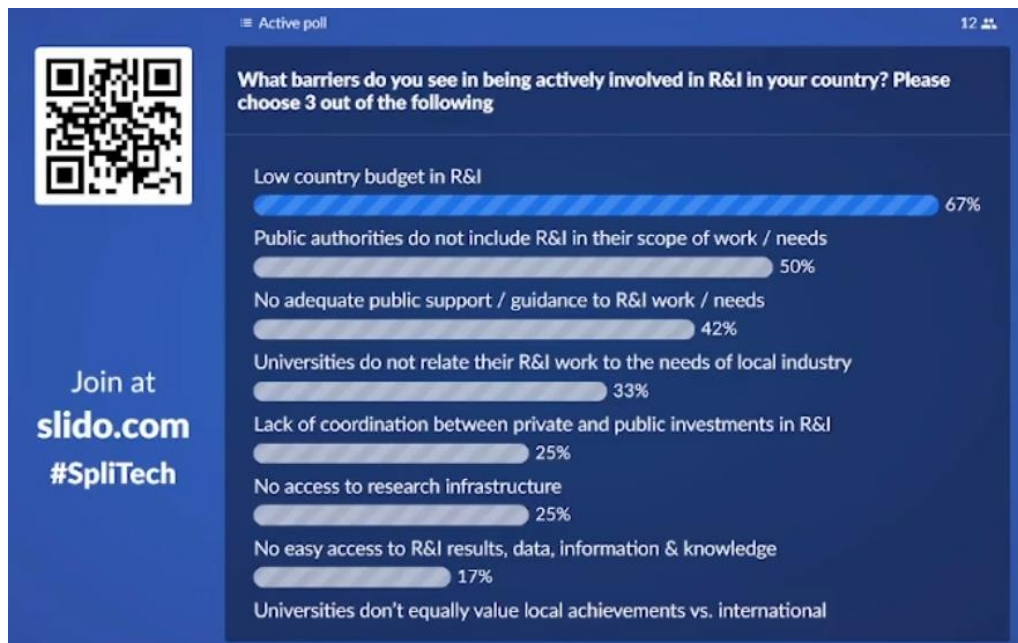 Active poll
12
What barriers do you see in being actively involved in R&I in your country? Please
choose 3 out of the following
Low country budget in R&I
67%
Public authorities do not include R&I in their scope of work / needs
50%
No adequate public support / guidance to R&I work / needs
42%
Universities do not relate their R&I work to the needs of local industry
33%
Lack of coordination between private and public investments in R&I
25%
No access to research infrastructure
25%
No easy access to R&I results, data, information & knowledge
17%
Universities don't equally value local achievements vs. international
Join at
slido.com
#SpliTech